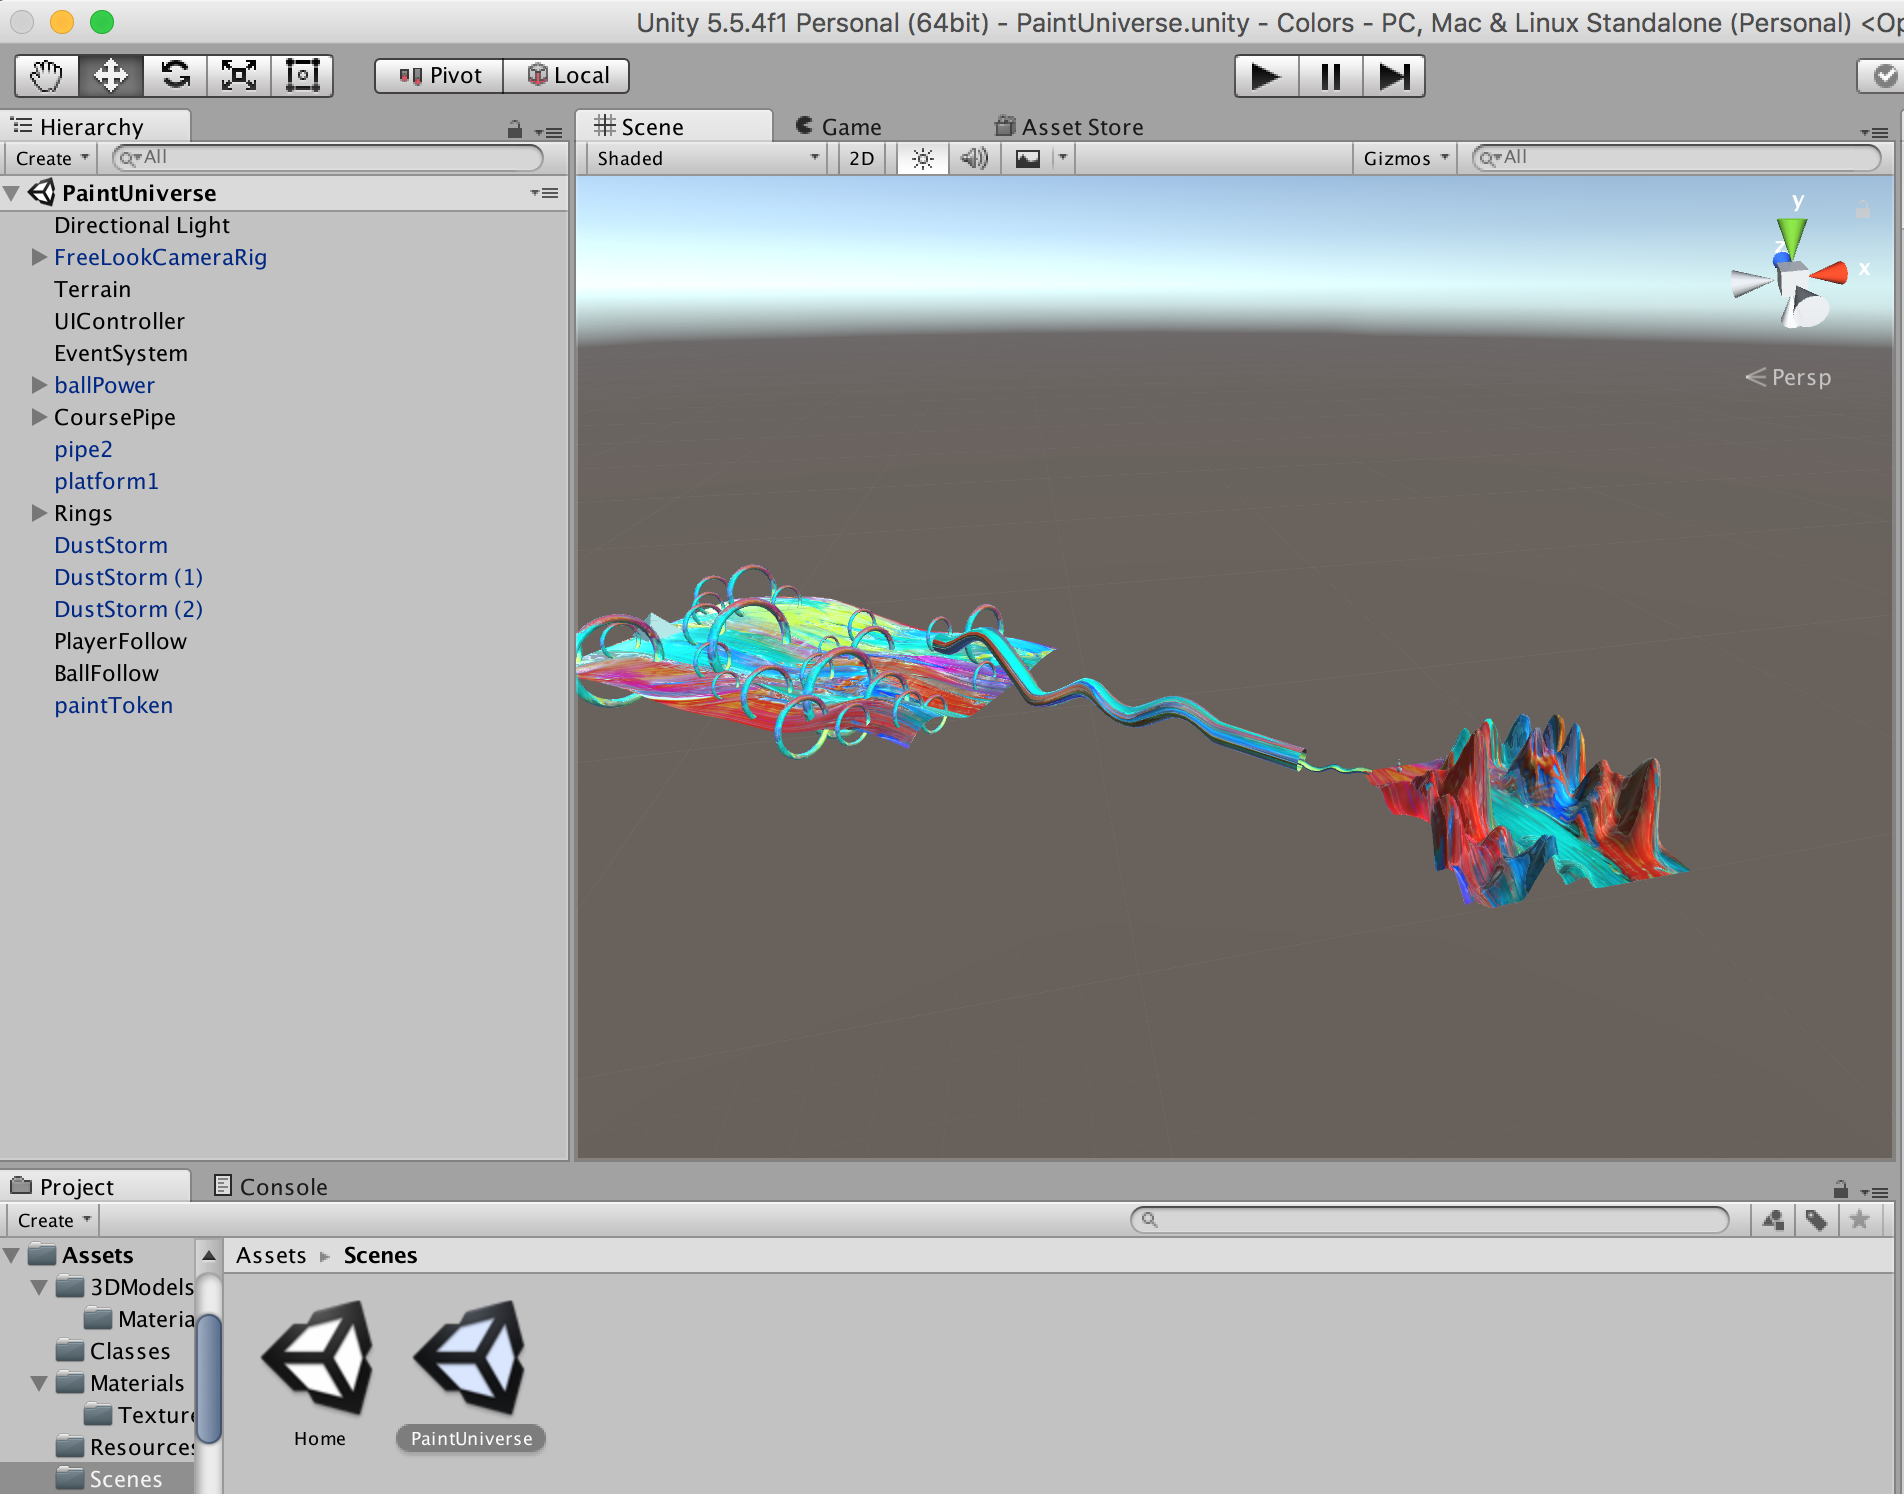 Unity 5.5.4f1 Personal (64bit) - PaintUniverse.unity - Colors - PC, Mac & Linux Standalone (Personal) <Op
Pivot Local
Hierarchy
Create All
PaintUniverse
Directional Light
FreeLookCameraRig
Terrain
UIController
EventSystem
ballPower
CoursePipe
pipe2
platform1
Rings
DustStorm
DustStorm (1)
DustStorm (2)
PlayerFollow
BallFollow
paintToken
Scene Game Asset Store
Shaded 2D Gizmos All
y
z
x
Persp
Project Console
Create
Assets
3DModels
Materia
Classes
Materials
Texture
Resources
Scenes
Assets Scenes
Home PaintUniverse